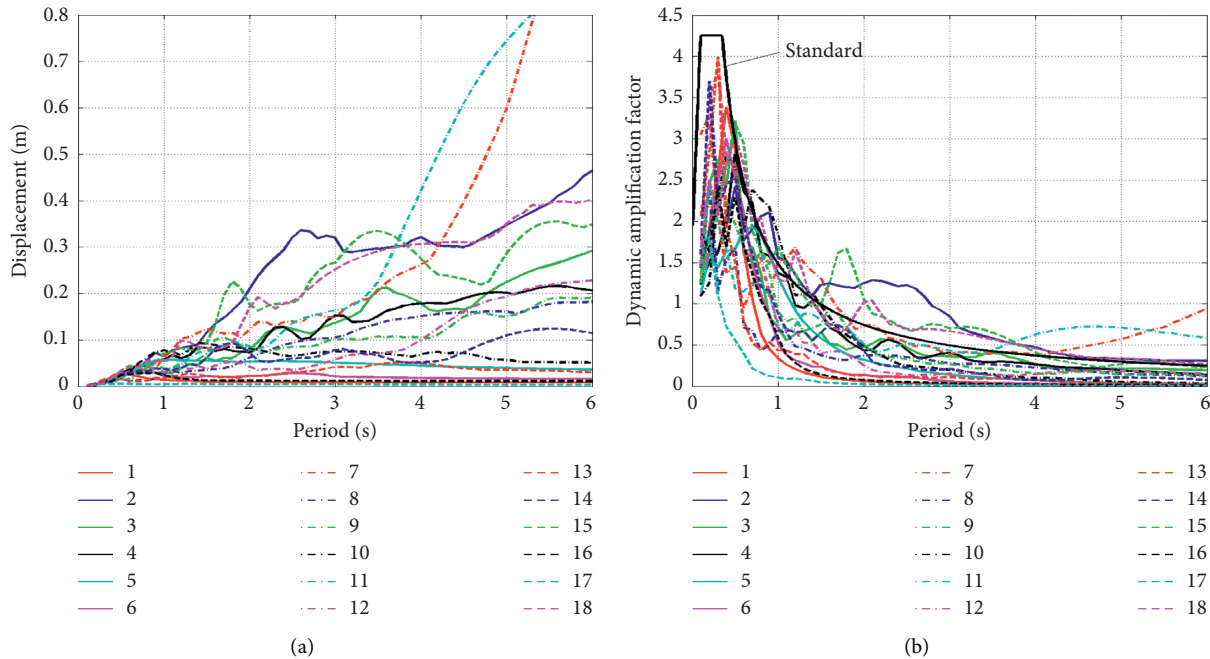 0.8
0.7
0.6
0.5
0.4
0.3
0.2
0.1
0
Displacement (m)
0 1 2 3 4 5 6
Period (s)
1 7 13
2 8 14
3 9 15
4 10 16
5 11 17
6 12 18
(a)
4.5
4
3.5
3
2.5
2
1.5
1
0.5
0
Dynamic amplification factor
Standard
0 1 2 3 4 5 6
Period (s)
1 7 13
2 8 14
3 9 15
4 10 16
5 11 17
6 12 18
(b)